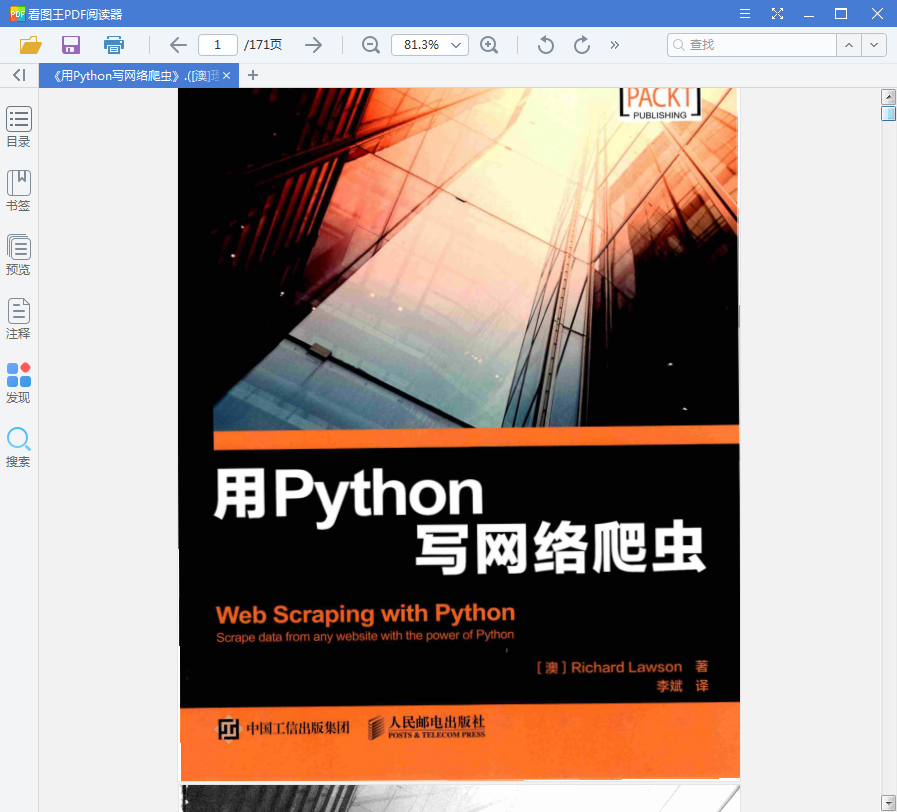 看图王PDF阅读器
1 /171页 81.3% 查找
《用Python写网络爬虫》.([澳]
目录
书签
预览
注释
发现
搜索
PACKT
PUBLISHING
用Python
写网络爬虫
Web Scraping with Python
Scrape data from any website with the power of Python
[澳] Richard Lawson 著
李斌 译
中国工信出版集团 人民邮电出版社
POSTS & TELECOM PRESS